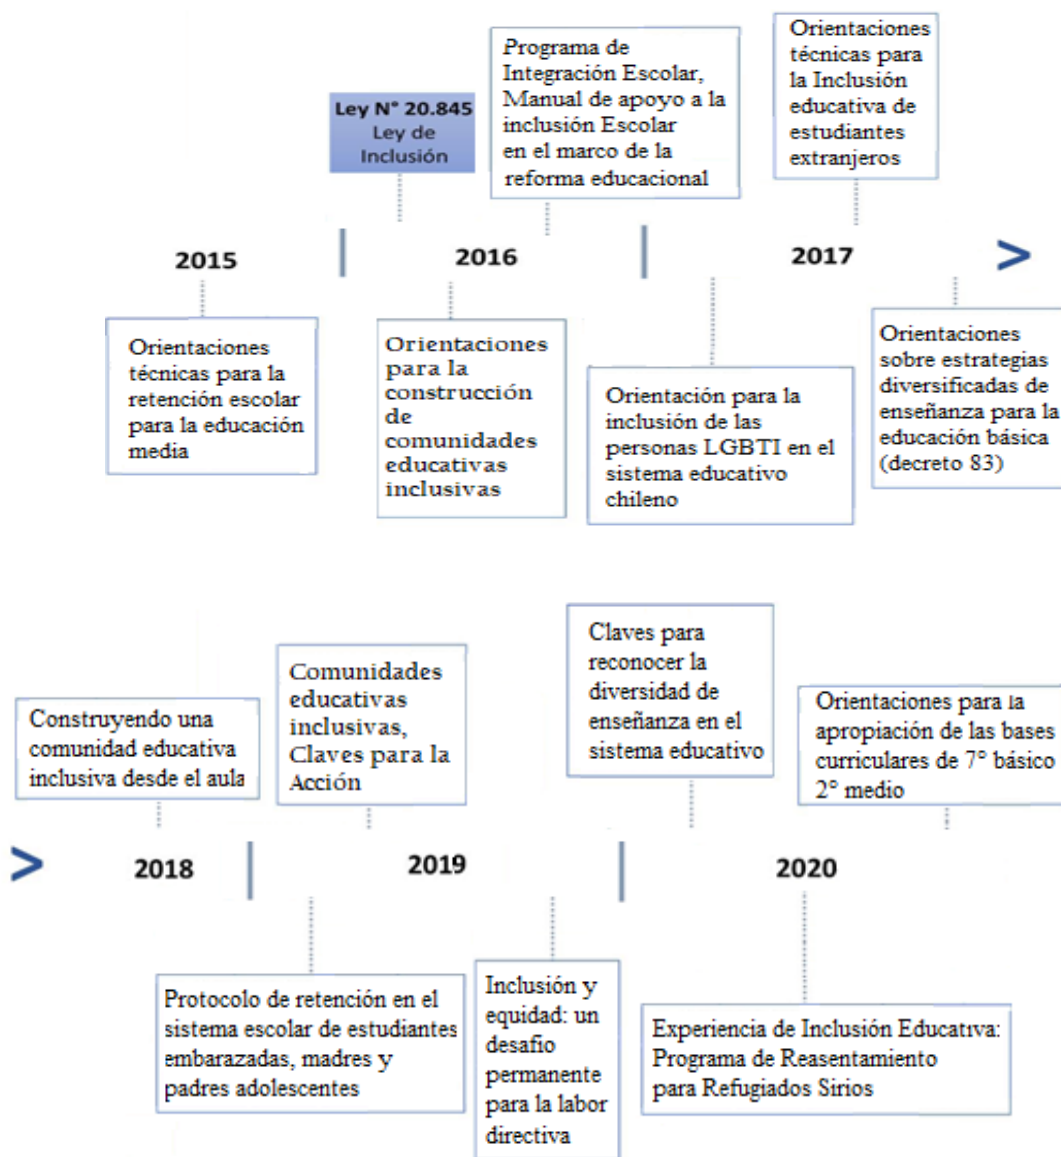 Ley N° 20.845
Ley de
Inclusión
Programa de
Integración Escolar,
Manual de apoyo a la
inclusión Escolar
en el marco de la
reforma educacional
Orientaciones
técnicas para
la Inclusión
educativa de
estudiantes
extranjeros
2015
2016
2017
>
Orientaciones
técnicas para la
retención escolar
para la educación
media
Orientaciones
para la
construcción
de
comunidades
educativas
inclusivas
Orientación para la
inclusión de las
personas LGBTI en el
sistema educativo
chileno
Orientaciones
sobre estrategias
diversificadas de
enseñanza para la
educación básica
(decreto 83)
Construyendo una
comunidad educativa
inclusiva desde el aula
Comunidades
educativas
inclusivas,
Claves para la
Acción
Claves para
reconocer la
diversidad de
enseñanza en el
sistema educativo
Orientaciones para la
apropiación de las bases
curriculares de 7° básico
2° medio
>
2018
2019
2020
Protocolo de retención en el
sistema escolar de estudiantes
embarazadas, madres y
padres adolescentes
Inclusión y
equidad: un
desafio
permanente
para la labor
directiva
Experiencia de Inclusión Educativa:
Programa de Reasentamiento
para Refugiados Sirios